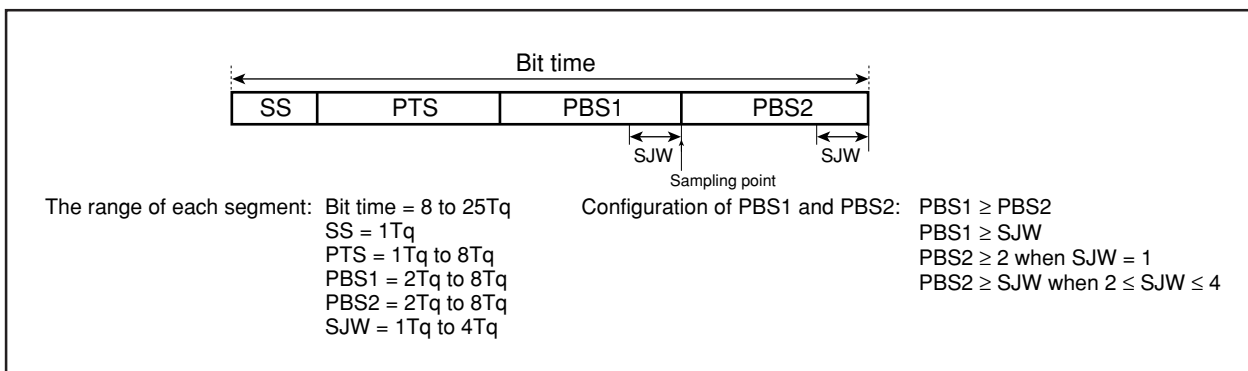 Bit time
SS PTS PBS1 PBS2
SJW SJW
Sampling point
The range of each segment: Bit time = 8 to 25Tq
SS = 1Tq
PTS = 1Tq to 8Tq
PBS1 = 2Tq to 8Tq
PBS2 = 2Tq to 8Tq
SJW = 1Tq to 4Tq
Configuration of PBS1 and PBS2: PBS1 ≥ PBS2
PBS1 ≥ SJW
PBS2 ≥ 2 when SJW = 1
PBS2 ≥ SJW when 2 ≤ SJW ≤ 4